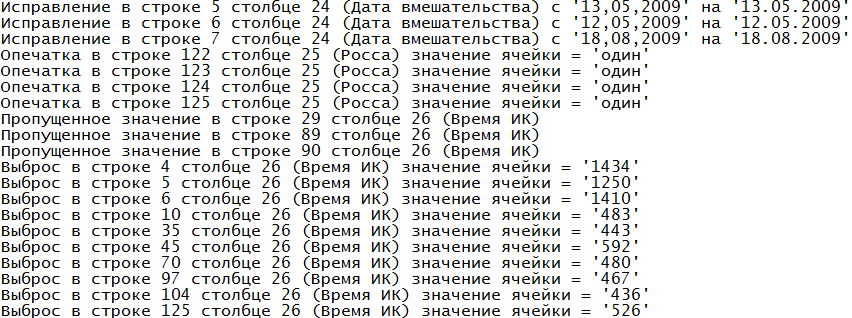 Исправление в строке 5 столбце 24 (Дата вмешательства) с '13,05,2009' на '13.05.2009'
Исправление в строке 6 столбце 24 (Дата вмешательства) с '12,05,2009' на '12.05.2009'
Исправление в строке 7 столбце 24 (Дата вмешательства) с '18,08,2009' на '18.08.2009'
Опечатка в строке 122 столбце 25 (Росса) значение ячейки = 'один'
Опечатка в строке 123 столбце 25 (Росса) значение ячейки = 'один'
Опечатка в строке 124 столбце 25 (Росса) значение ячейки = 'один'
Опечатка в строке 125 столбце 25 (Росса) значение ячейки = 'один'
Пропущенное значение в строке 29 столбце 26 (Время ИК)
Пропущенное значение в строке 89 столбце 26 (Время ИК)
Пропущенное значение в строке 90 столбце 26 (Время ИК)
Выброс в строке 4 столбце 26 (Время ИК) значение ячейки = '1434'
Выброс в строке 5 столбце 26 (Время ИК) значение ячейки = '1250'
Выброс в строке 6 столбце 26 (Время ИК) значение ячейки = '1410'
Выброс в строке 10 столбце 26 (Время ИК) значение ячейки = '483'
Выброс в строке 35 столбце 26 (Время ИК) значение ячейки = '443'
Выброс в строке 45 столбце 26 (Время ИК) значение ячейки = '592'
Выброс в строке 70 столбце 26 (Время ИК) значение ячейки = '480'
Выброс в строке 97 столбце 26 (Время ИК) значение ячейки = '467'
Выброс в строке 104 столбце 26 (Время ИК) значение ячейки = '436'
Выброс в строке 125 столбце 26 (Время ИК) значение ячейки = '526'